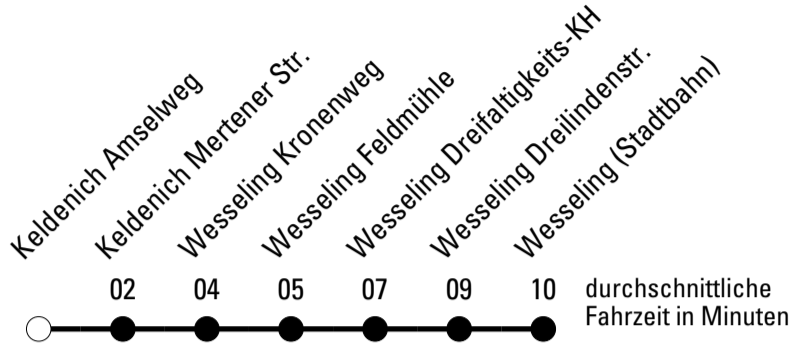 Keldenich Amselweg
Keldenich Mertener Str.
Wesseling Kronenweg
Wesseling Feldmühle
Wesseling Dreifaltigkeits-KH
Wesseling Dreilindenstr.
Wesseling (Stadtbahn)
02 04 05 07 09 10
durchschnittliche
Fahrzeit in Minuten